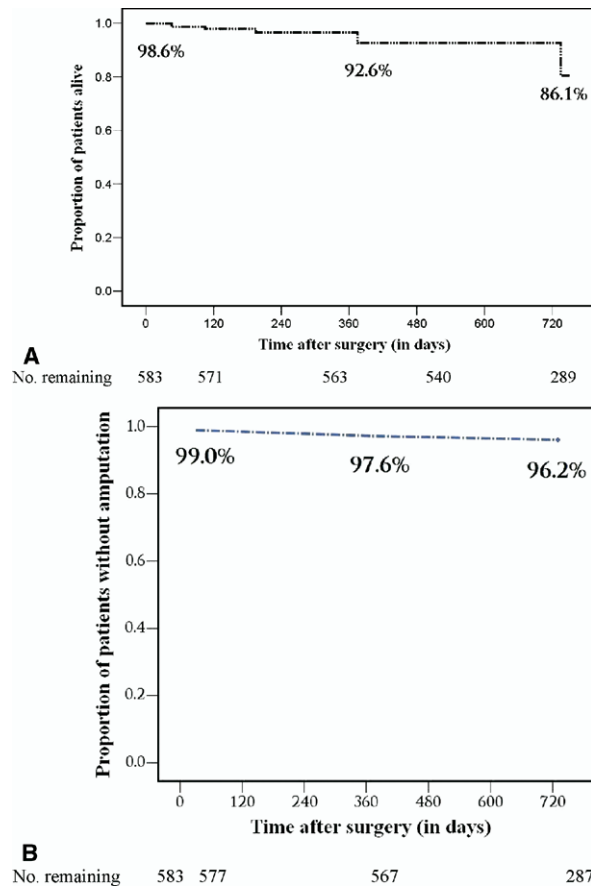 Proportion of patients alive
1.0
0.8
0.6
0.4
0.2
0.0
98.6%
92.6%
86.1%
0 120 240 360 480 600 720
Time after surgery (in days)
A
No. remaining 583 571 563 540 289
Proportion of patients without amputation
1.0
0.8
0.6
0.4
0.2
0.0
99.0%
97.6%
96.2%
0 120 240 360 480 600 720
Time after surgery (in days)
B
No. remaining 583 577 567 287